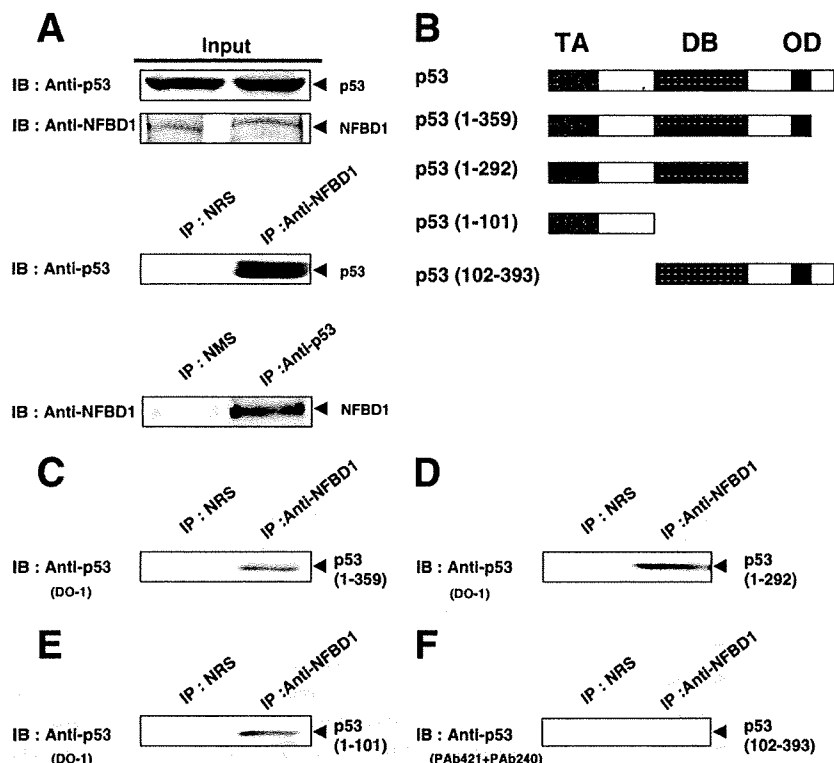 A
Input
IB : Anti-p53
p53
IB : Anti-NFBD1
NFBD1
IP : NRS
IP : Anti-NFBD1
IB : Anti-p53
p53
IP : NMS
IP : Anti-p53
IB : Anti-NFBD1
NFBD1
B
TA DB OD
p53
p53 (1-359)
p53 (1-292)
p53 (1-101)
p53 (102-393)
C
IP : NRS
IP : Anti-NFBD1
IB : Anti-p53
(DO-1)
p53
(1-359)
D
IP : NRS
IP : Anti-NFBD1
IB : Anti-p53
(DO-1)
p53
(1-292)
E
IP : NRS
IP : Anti-NFBD1
IB : Anti-p53
(DO-1)
p53
(1-101)
F
IP : NRS
IP : Anti-NFBD1
IB : Anti-p53
(PAb421+PAb240)
p53
(102-393)